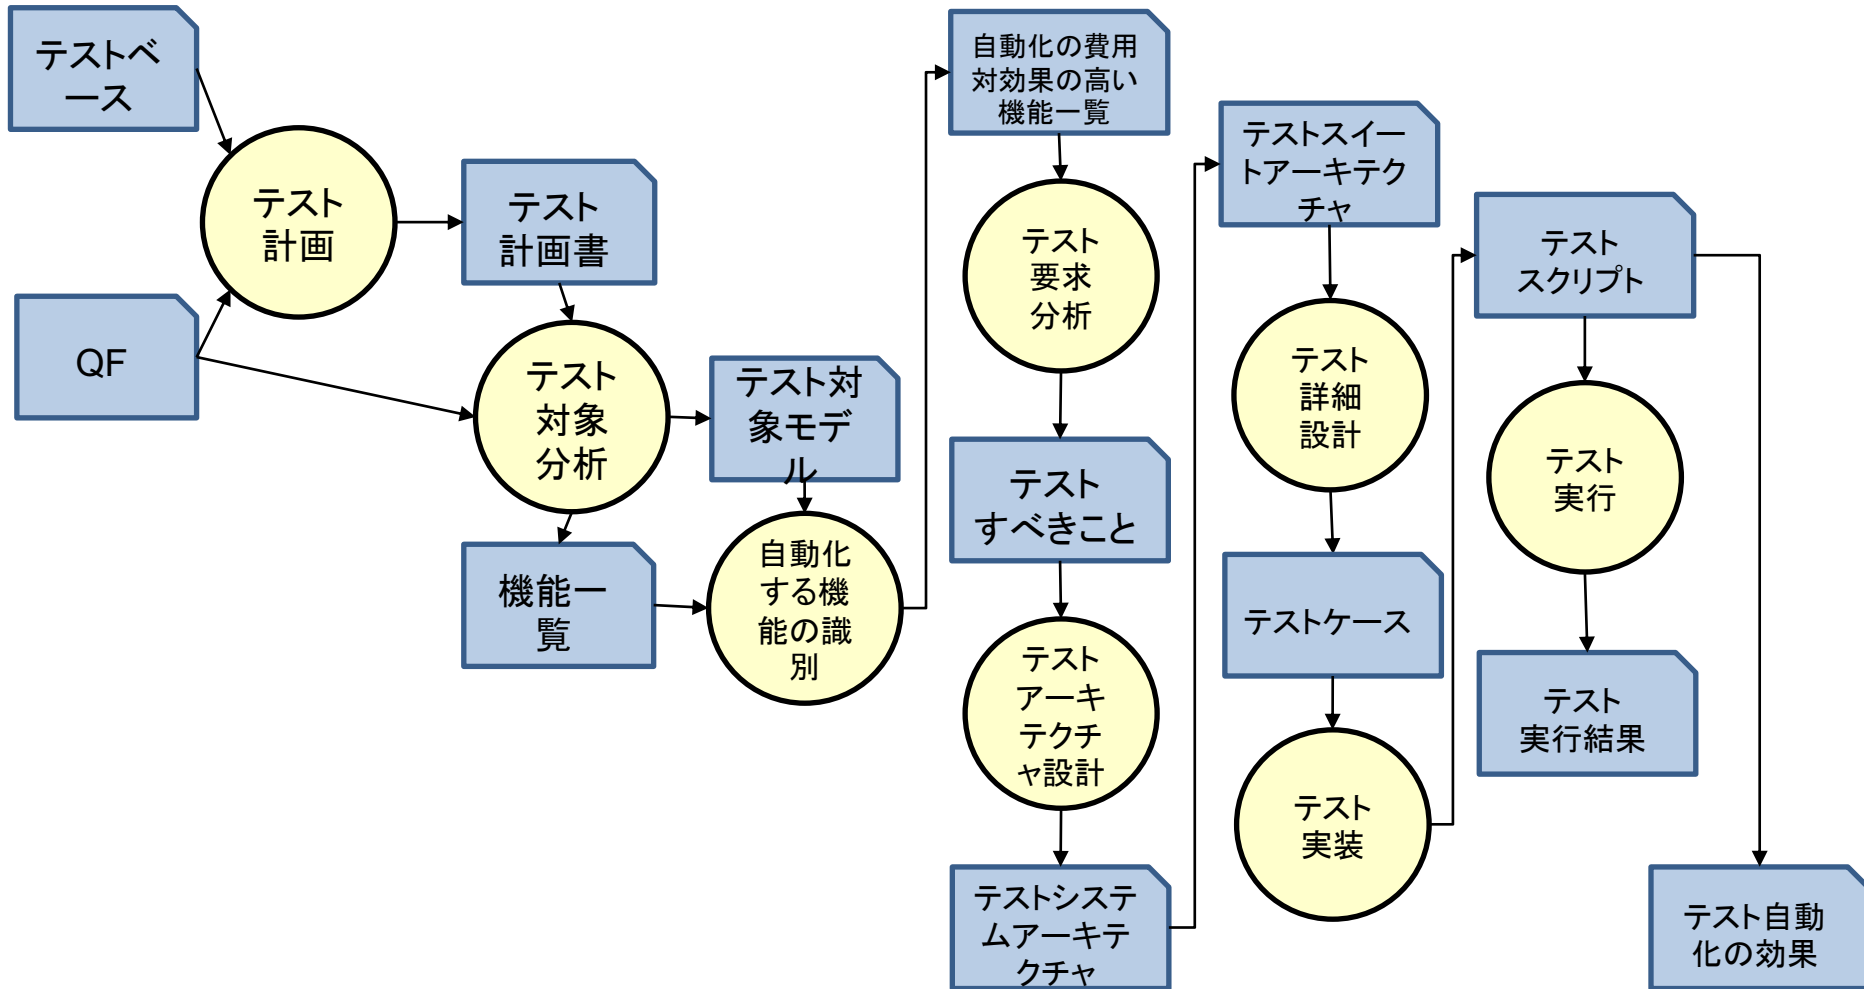 テストベ
ース
テスト
計画
QF
テスト
計画書
テスト
対象
分析
テスト対
象モデ
ル
機能一
覧
自動化
する機
能の識
別
自動化の費用
対効果の高い
機能一覧
テスト
要求
分析
テスト
すべきこと
テスト
アーキ
テクチ
ャ設計
テストシステ
ムアーキテ
クチャ
テストスイー
トアーキテク
チャ
テスト
詳細
設計
テストケース
テスト
実装
テスト
スクリプト
テスト
実行
テスト
実行結果
テスト自動
化の効果